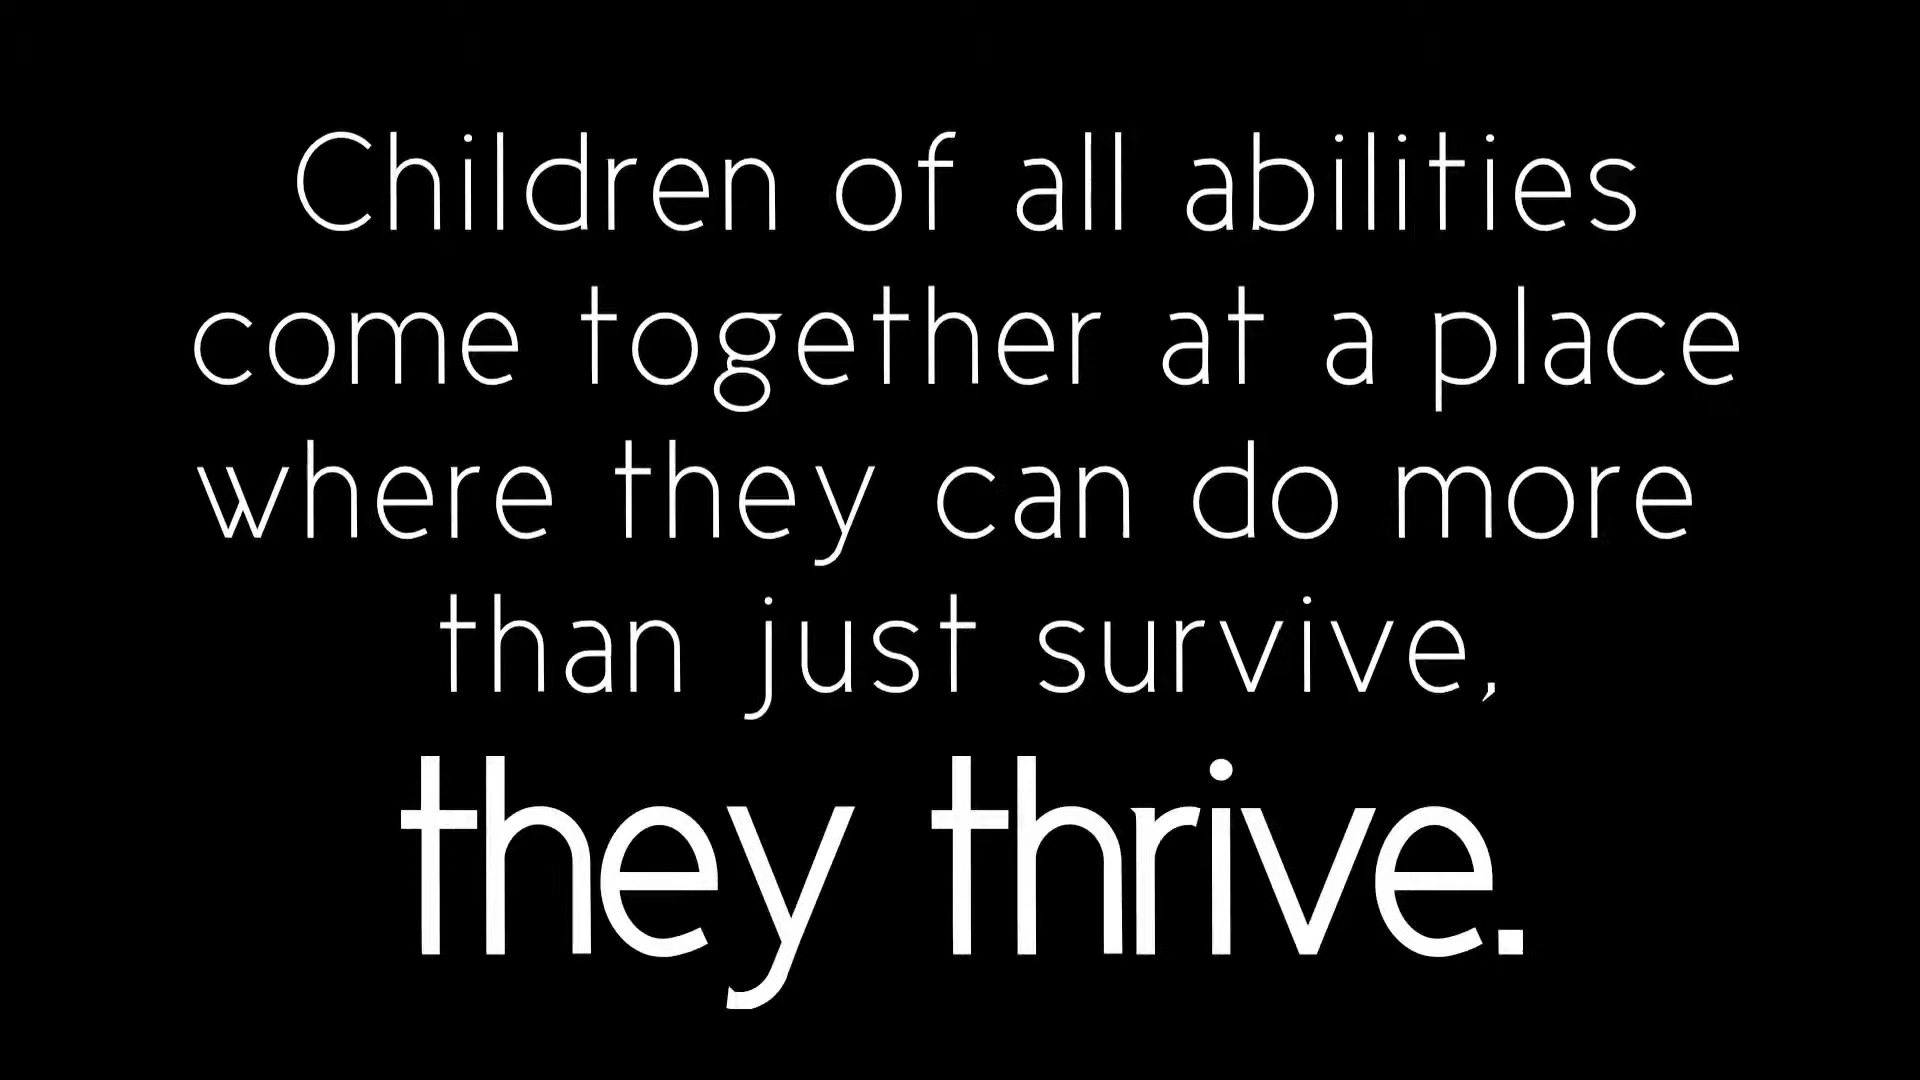 Children of all abilities
come together at a place
where they can do more
than just survive,
they thrive.